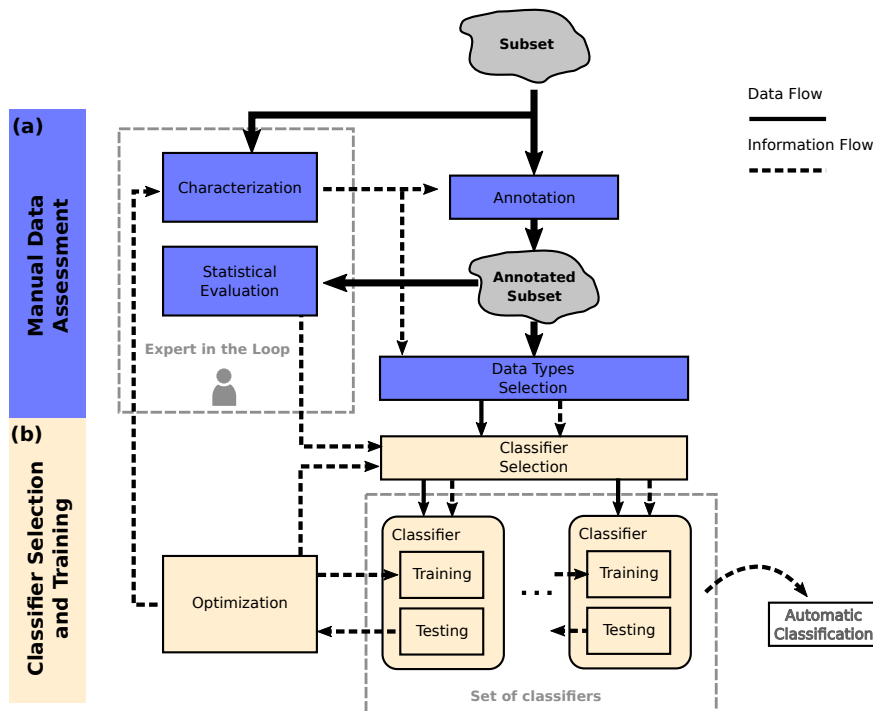 Subset
Data Flow
Information Flow
(a)
Manual Data
Assessment
Characterization
Annotation
Statistical
Evaluation
Annotated
Subset
Expert in the Loop
Data Types
Selection
(b)
Classifier Selection
and Training
Classifier
Selection
Classifier
Training
Testing
...
Classifier
Training
Testing
Optimization
Automatic
Classification
Set of classifiers